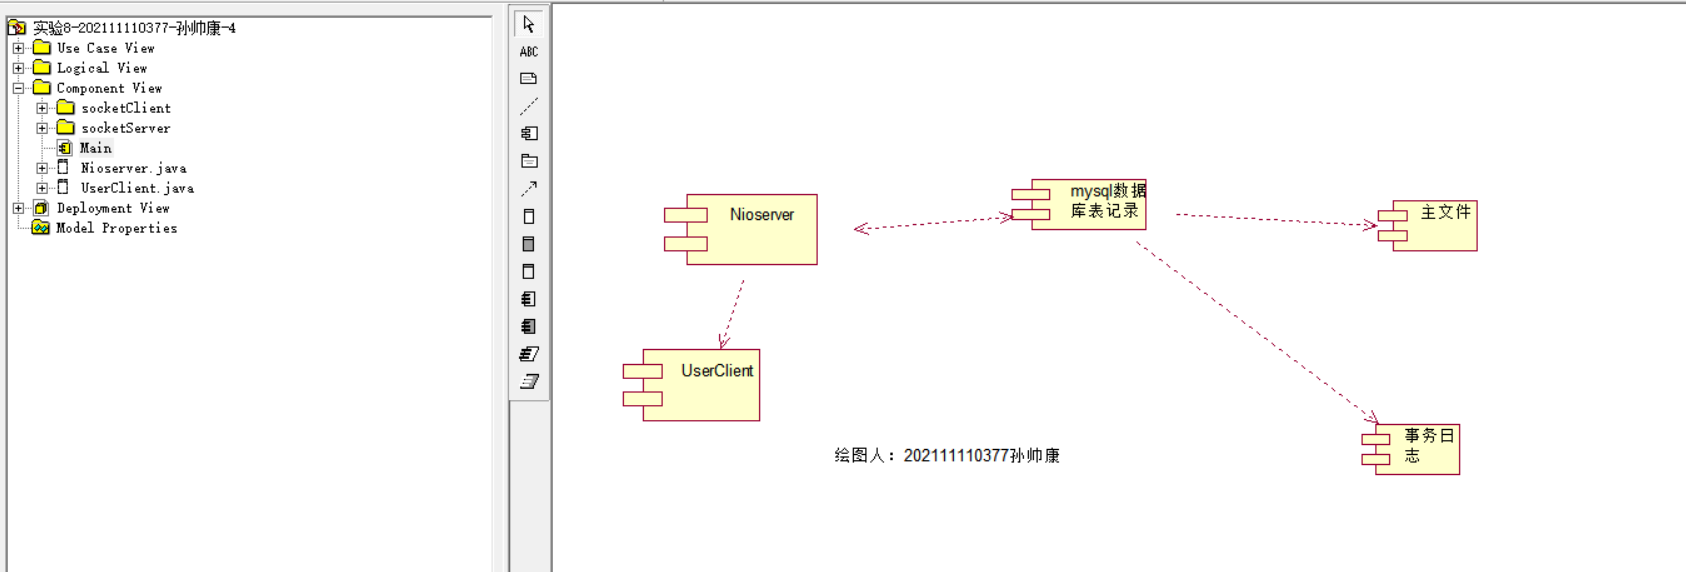 实验8-202111110377-孙帅康-4
Use Case View
Logical View
Component View
socketClient
socketServer
Main
Nioserver.java
UserClient.java
Deployment View
Model Properties
ABC
Nioserver
mysql数据
库表记录
主文件
UserClient
事务日
志
绘图人：202111110377孙帅康